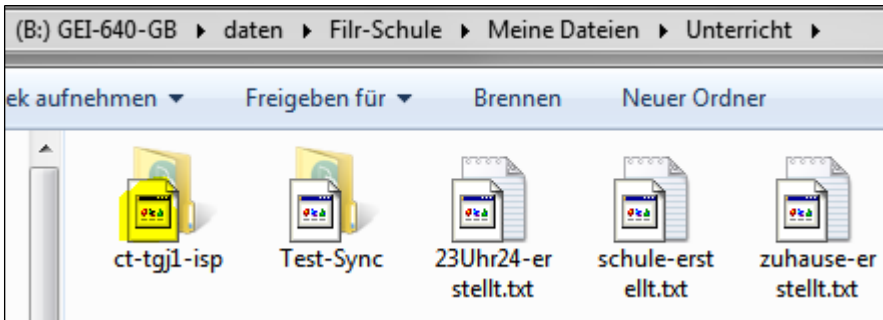 (B:) GEI-640-GB ▸ daten ▸ Filr-Schule ▸ Meine Dateien ▸ Unterricht ▸
ek aufnehmen ▾ Freigeben für ▾ Brennen Neuer Ordner
ct-tgj1-isp Test-Sync 23Uhr24-er schule-erst zuhause-er
stellt.txt ellt.txt stellt.txt